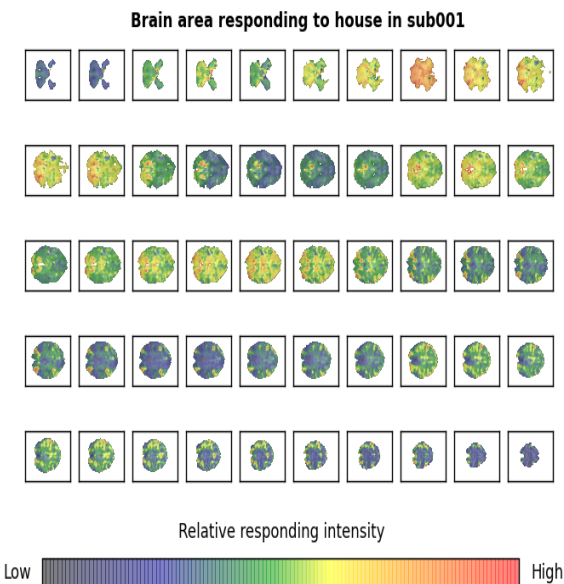 Brain area responding to house in sub001
Relative responding intensity
Low
High